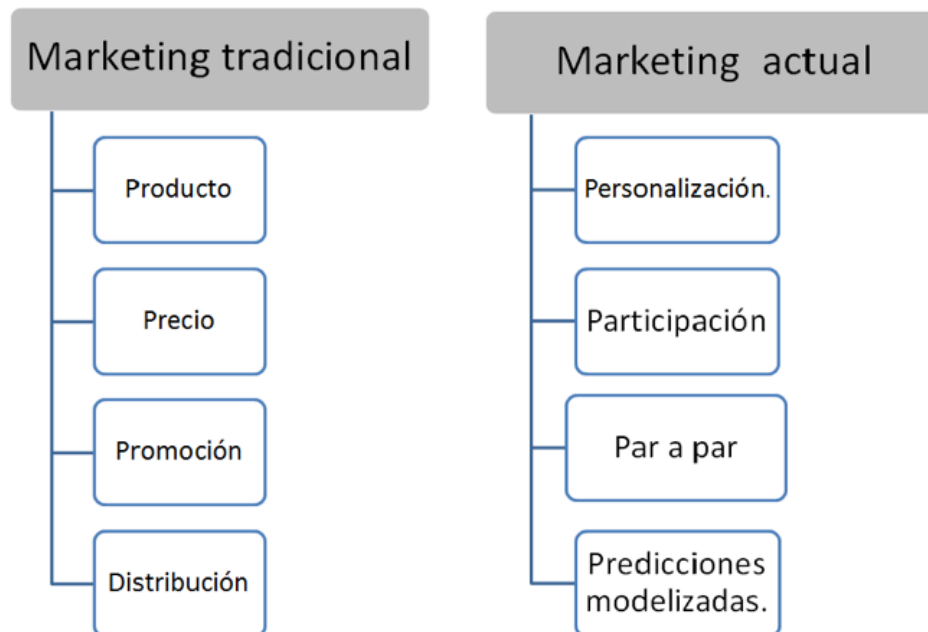 Marketing tradicional
Producto
Precio
Promoción
Distribución
Marketing actual
Personalización.
Participación
Par a par
Predicciones
modelizadas.